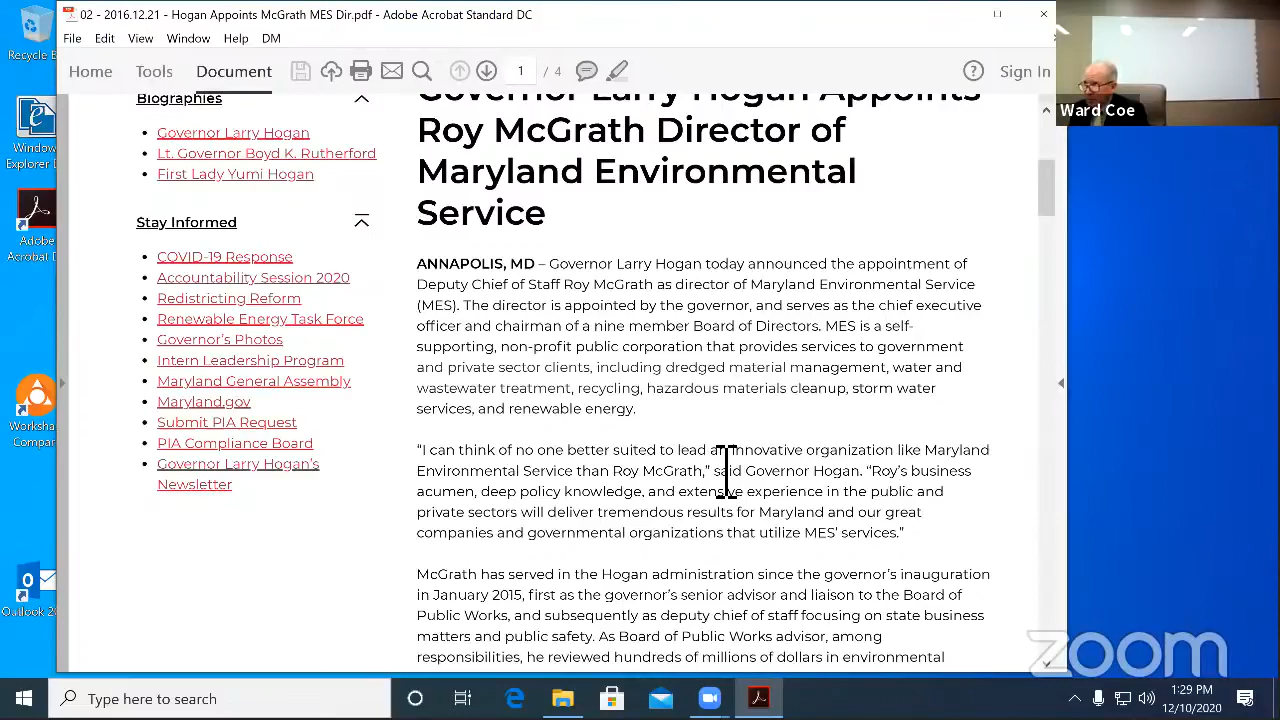 02 - 2016.12.21 - Hogan Appoints McGrath MES Dir.pdf - Adobe Acrobat Standard DC
File Edit View Window Help DM
Home Tools Document 1 / 4 Sign In
Recycle B
Window
Explorer D
Adobe
Acrobat D
Worksha
Compar
Outlook 20
Biographies
Governor Larry Hogan
Lt. Governor Boyd K. Rutherford
First Lady Yumi Hogan
Stay Informed
COVID-19 Response
Accountability Session 2020
Redistricting Reform
Renewable Energy Task Force
Governor's Photos
Intern Leadership Program
Maryland General Assembly
Maryland.gov
Submit PIA Request
PIA Compliance Board
Governor Larry Hogan's
Newsletter
Governor Larry Hogan Appoints
Roy McGrath Director of
Maryland Environmental
Service
ANNAPOLIS, MD – Governor Larry Hogan today announced the appointment of
Deputy Chief of Staff Roy McGrath as director of Maryland Environmental Service
(MES). The director is appointed by the governor, and serves as the chief executive
officer and chairman of a nine member Board of Directors. MES is a self-
supporting, non-profit public corporation that provides services to government
and private sector clients, including dredged material management, water and
wastewater treatment, recycling, hazardous materials cleanup, storm water
services, and renewable energy.
“I can think of no one better suited to lead an innovative organization like Maryland
Environmental Service than Roy McGrath,” said Governor Hogan. “Roy's business
acumen, deep policy knowledge, and extensive experience in the public and
private sectors will deliver tremendous results for Maryland and our great
companies and governmental organizations that utilize MES' services.”
McGrath has served in the Hogan administration since the governor's inauguration
in January 2015, first as the governor's senior advisor and liaison to the Board of
Public Works, and subsequently as deputy chief of staff focusing on state business
matters and public safety. As Board of Public Works advisor, among
responsibilities, he reviewed hundreds of millions of dollars in environmental
Ward Coe
zoom
Type here to search
1:29 PM
12/10/2020